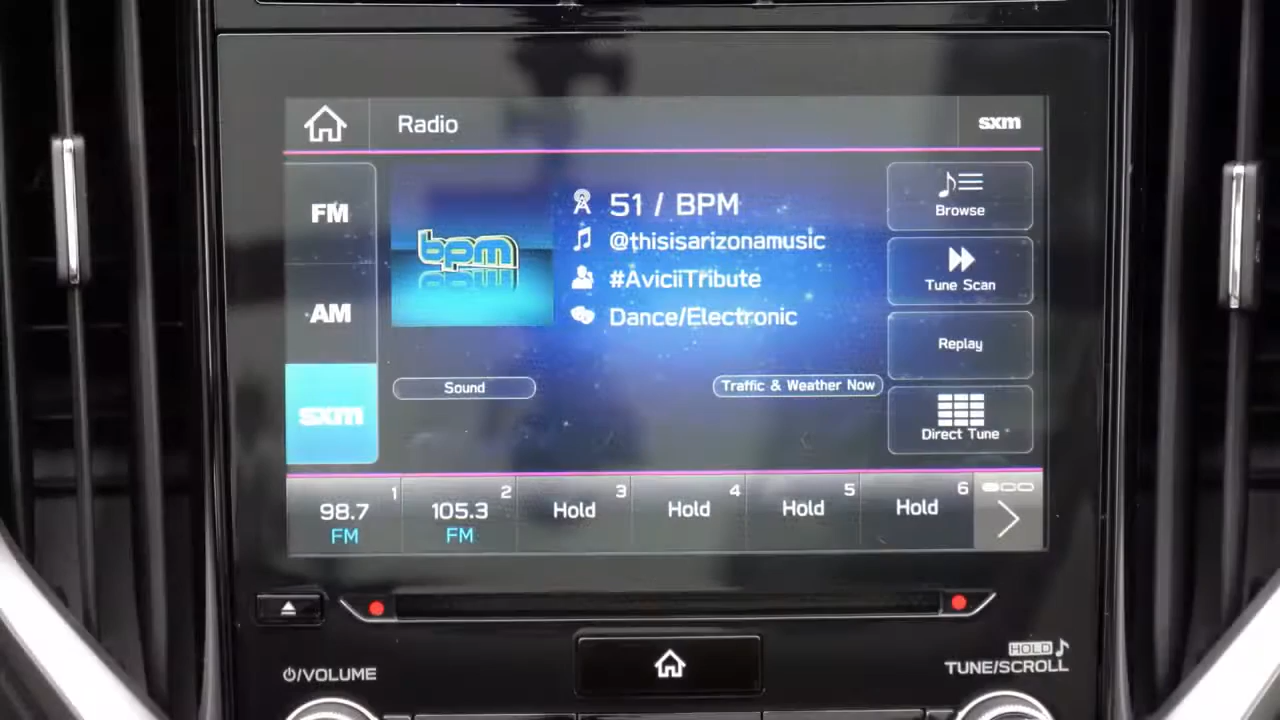 Radio
sxm
FM
AM
sxm
bpm
51 / BPM
@thisisarizonamusic
#AviciiTribute
Dance/Electronic
Sound
Traffic & Weather Now
Browse
Tune Scan
Replay
Direct Tune
1
98.7
FM
2
105.3
FM
3
Hold
4
Hold
5
Hold
6
Hold
/VOLUME
HOLD
TUNE/SCROLL